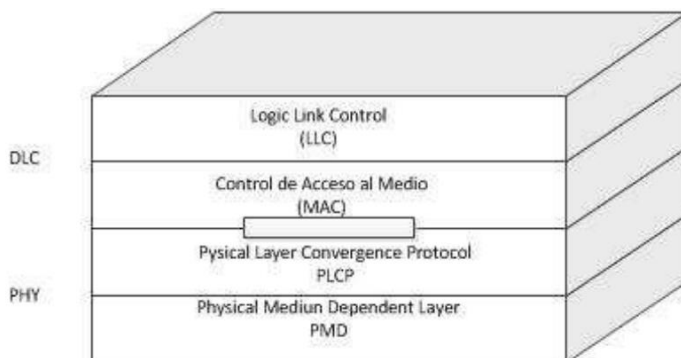 Logic Link Control
(LLC)
DLC
Control de Acceso al Medio
(MAC)
Pysical Layer Convergence Protocol
PLCP
PHY
Physical Mediun Dependent Layer
PMD